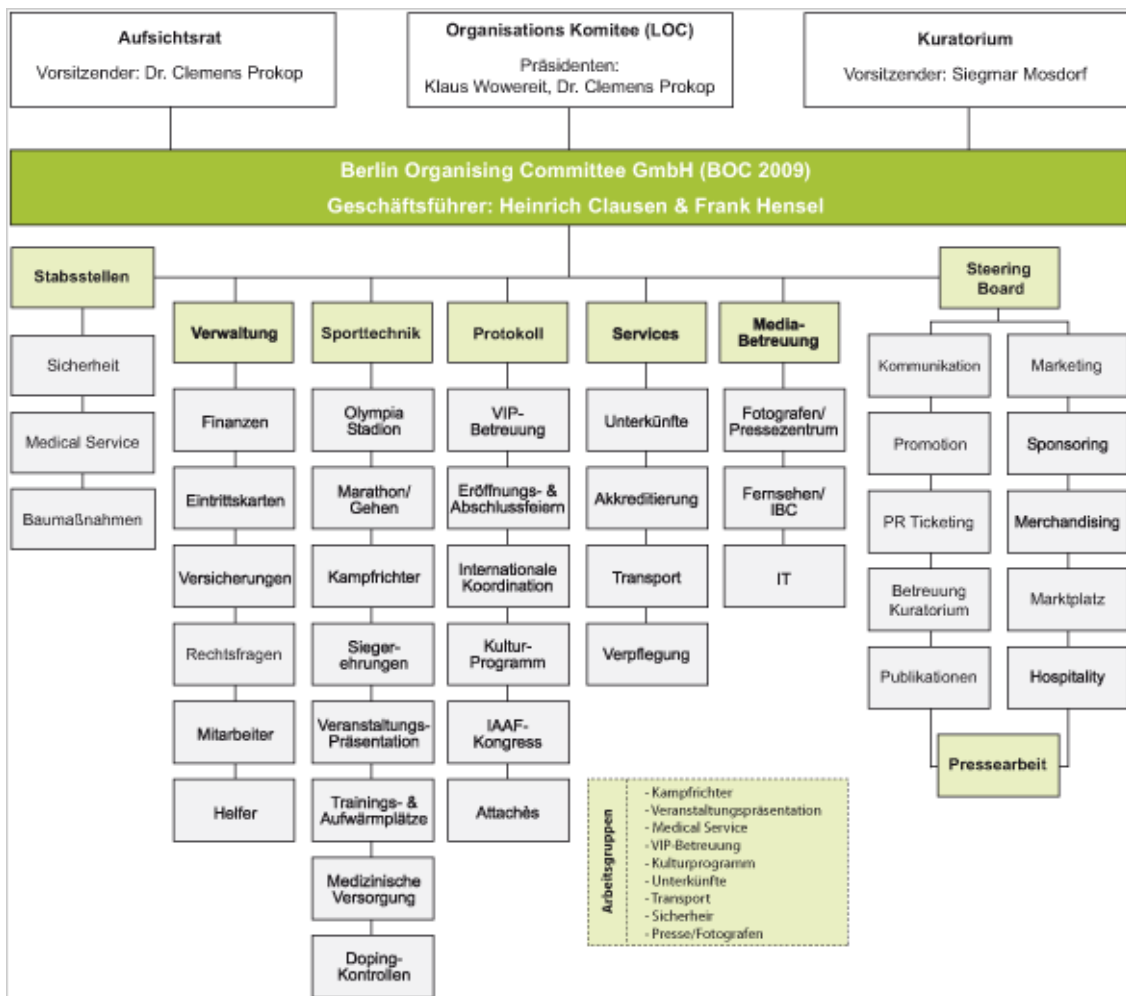 Aufsichtsrat
Vorsitzender: Dr. Clemens Prokop
Organisations Komitee (LOC)
Präsidenten:
Klaus Wowereit, Dr. Clemens Prokop
Kuratorium
Vorsitzender: Siegmar Mosdorf
Berlin Organising Committee GmbH (BOC 2009)
Geschäftsführer: Heinrich Clausen & Frank Hensel
Stabsstellen
Sicherheit
Medical Service
Baumaßnahmen
Verwaltung
Finanzen
Eintrittskarten
Versicherungen
Rechtsfragen
Mitarbeiter
Helfer
Sporttechnik
Olympia
Stadion
Marathon/
Gehen
Kampfrichter
Sieger-
ehrungen
Veranstaltungs-
Präsentation
Trainings- &
Aufwärmplätze
Medizinische
Versorgung
Doping-
Kontrollen
Protokoll
VIP-
Betreuung
Eröffnungs- &
Abschlussfeiern
Internationale
Koordination
Kultur-
Programm
IAAF-
Kongress
Attachès
Services
Unterkünfte
Akkreditierung
Transport
Verpflegung
Media-
Betreuung
Fotografen/
Pressezentrum
Fernsehen/
IBC
IT
Steering
Board
Kommunikation
Promotion
PR Ticketing
Betreuung
Kuratorium
Publikationen
Marketing
Sponsoring
Merchandising
Marktplatz
Hospitality
Pressearbeit
Arbeitsgruppen
- Kampfrichter
- Veranstaltungspräsentation
- Medical Service
- VIP-Betreuung
- Kulturprogramm
- Unterkünfte
- Transport
- Sicherheir
- Presse/Fotografen